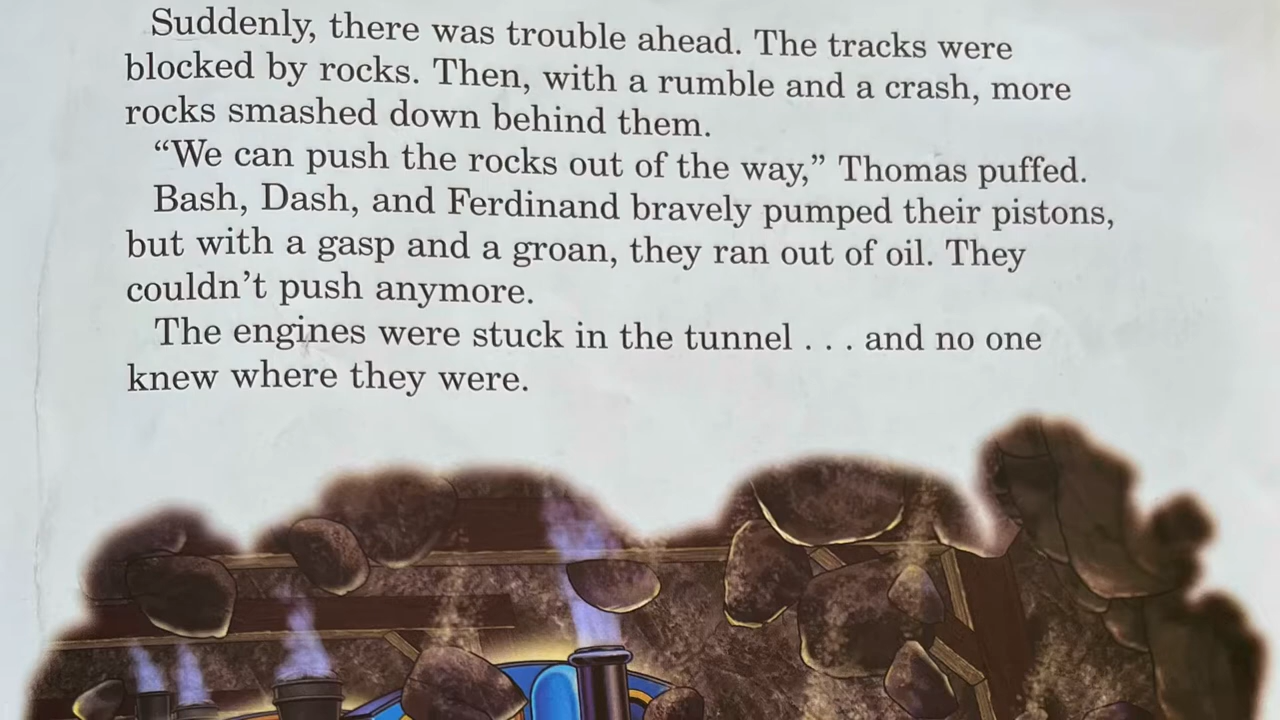 Suddenly, there was trouble ahead. The tracks were
blocked by rocks. Then, with a rumble and a crash, more
rocks smashed down behind them.
“We can push the rocks out of the way,” Thomas puffed.
Bash, Dash, and Ferdinand bravely pumped their pistons,
but with a gasp and a groan, they ran out of oil. They
couldn’t push anymore.
The engines were stuck in the tunnel . . . and no one
knew where they were.